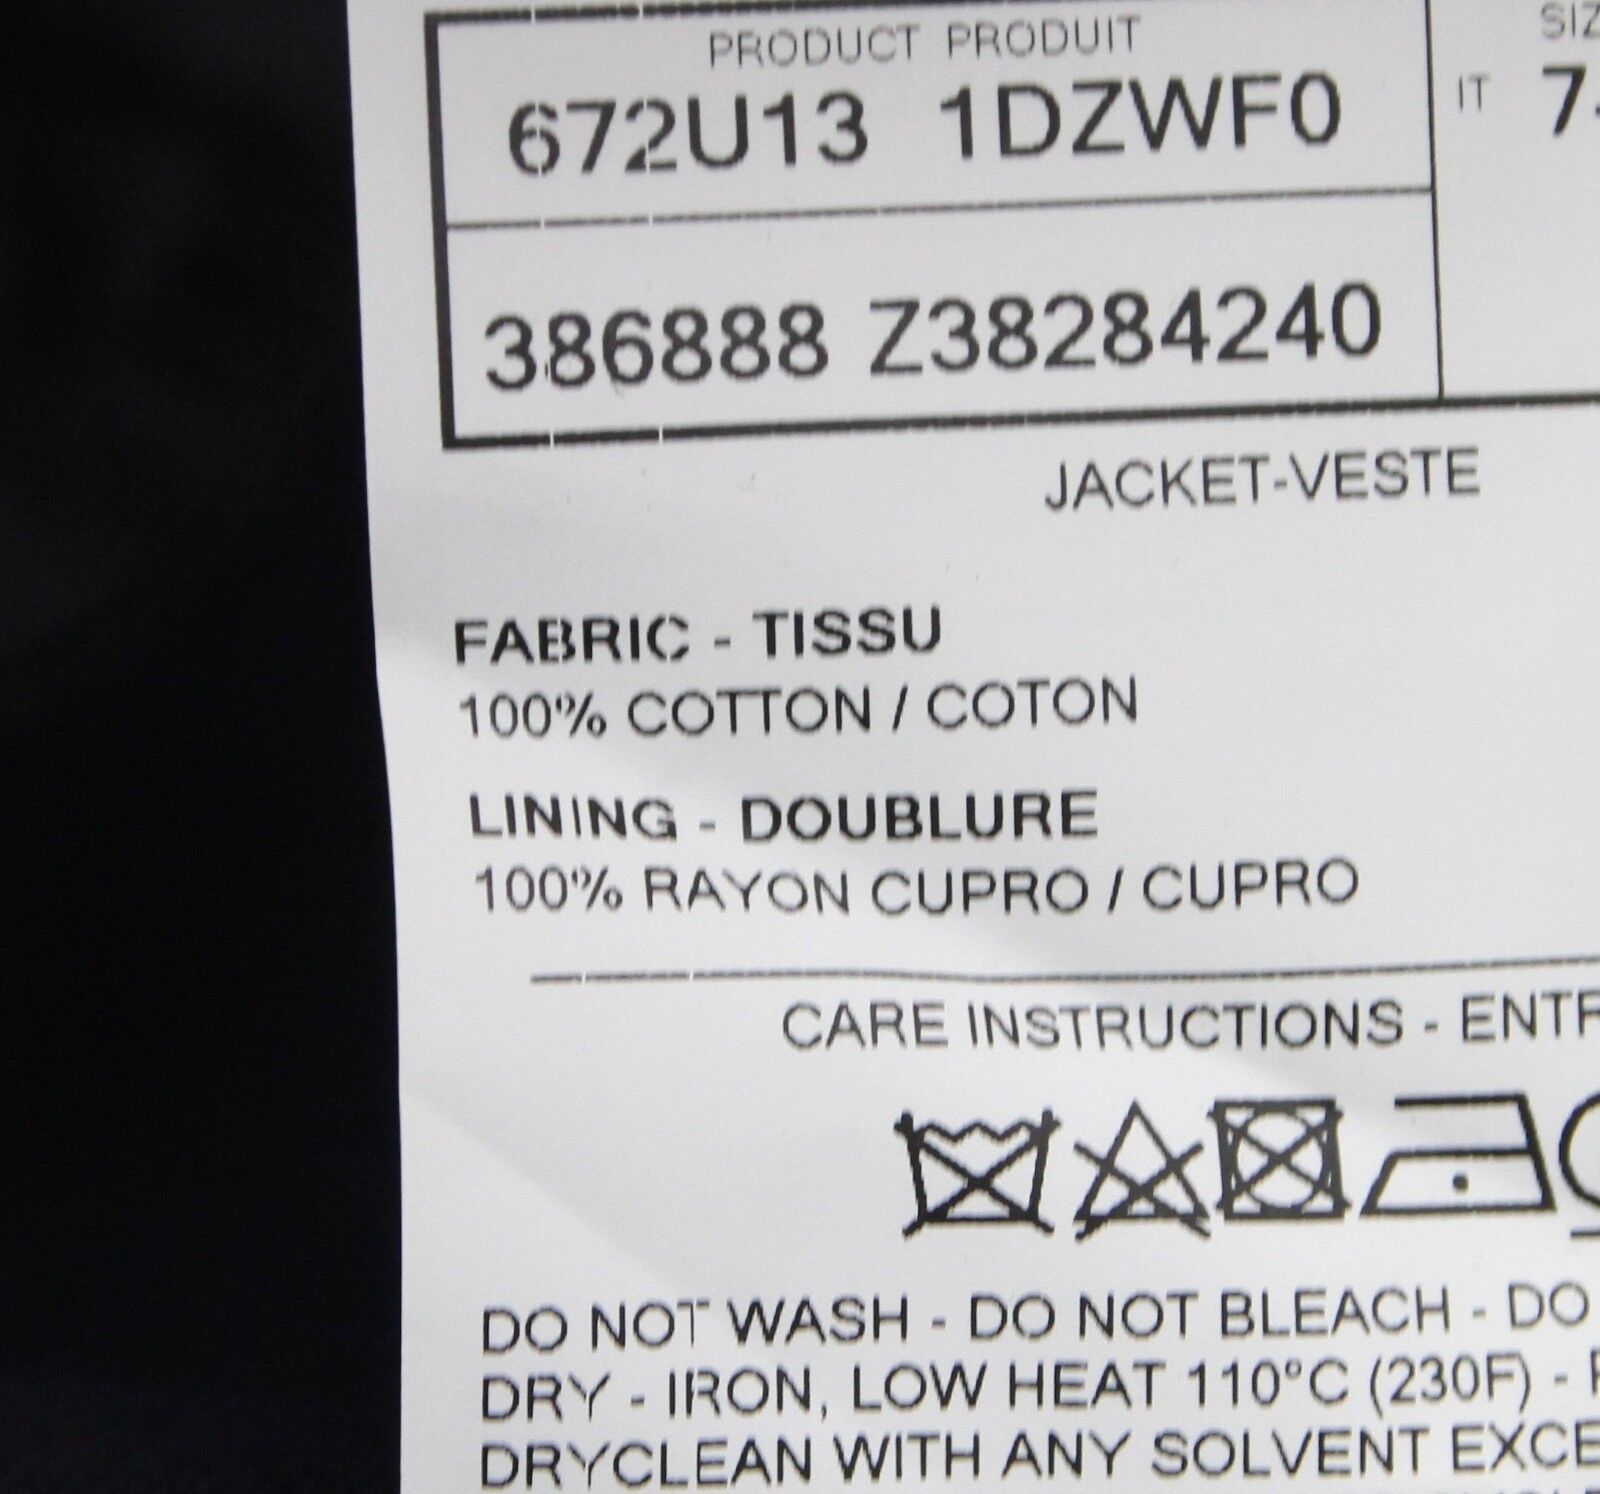 PRODUCT PRODUIT
672U13 1DZWF0
IT
386888 Z38284240
JACKET-VESTE
FABRIC - TISSU
100% COTTON / COTON
LINING - DOUBLURE
100% RAYON CUPRO / CUPRO
CARE INSTRUCTIONS -
DO NOT WASH - DO NOT BLEACH - DO
DRY - IRON, LOW HEAT 110°C (230F) -
DRYCLEAN WITH ANY SOLVENT